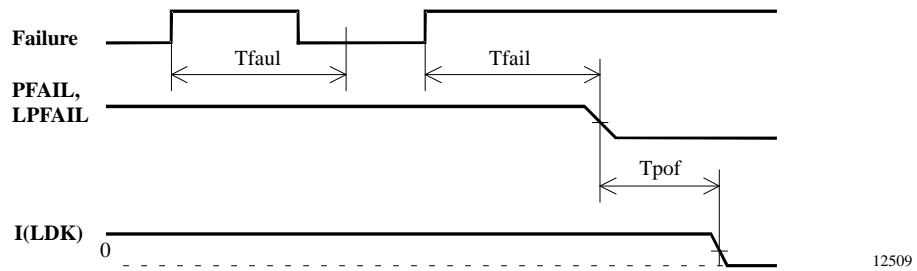 Failure
Tfaul
Tfail
PFAIL,
LPFAIL
Tpof
I(LDK)
0
12509